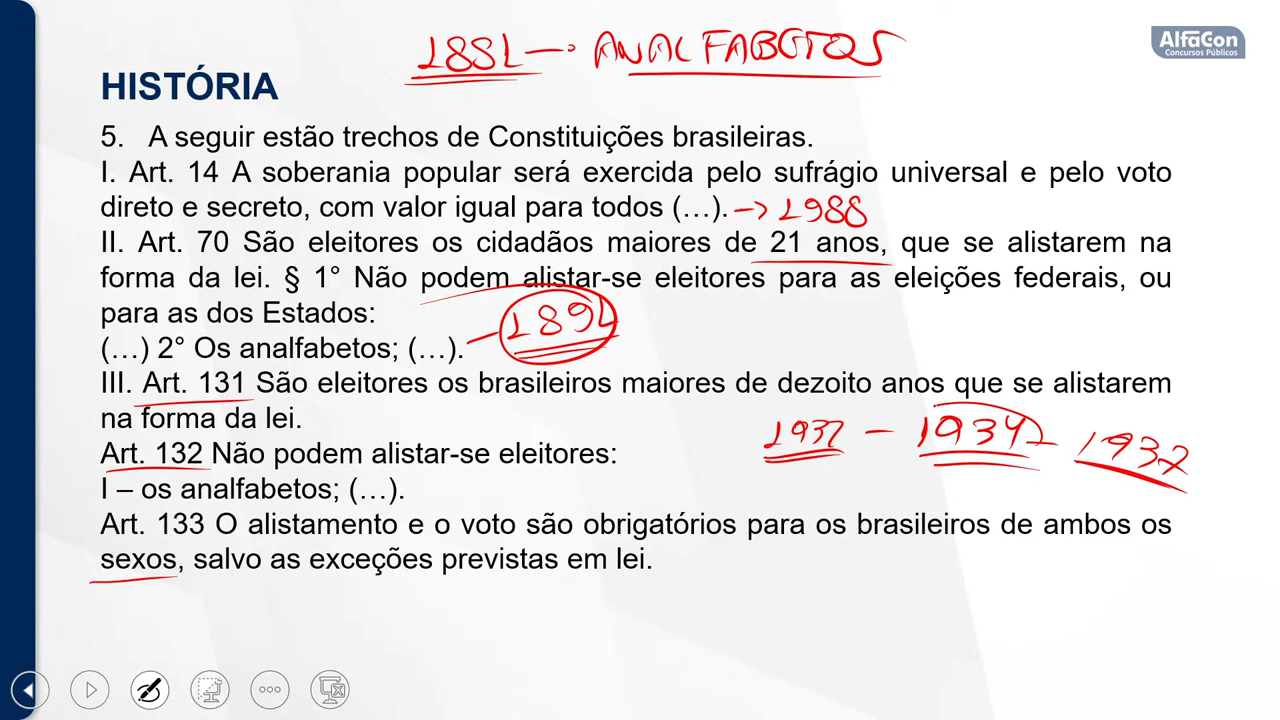 1881 → ANALFABETOS
AlfaCon
Concursos Públicos
HISTÓRIA
5. A seguir estão trechos de Constituições brasileiras.
I. Art. 14 A soberania popular será exercida pelo sufrágio universal e pelo voto
direto e secreto, com valor igual para todos (…). → 1988
II. Art. 70 São eleitores os cidadãos maiores de 21 anos, que se alistarem na
forma da lei. § 1° Não podem alistar-se eleitores para as eleições federais, ou
para as dos Estados:
(…) 2° Os analfabetos; (…). – 1891
III. Art. 131 São eleitores os brasileiros maiores de dezoito anos que se alistarem
na forma da lei.
1932 – 1934 – 1937
Art. 132 Não podem alistar-se eleitores:
I – os analfabetos; (…).
Art. 133 O alistamento e o voto são obrigatórios para os brasileiros de ambos os
sexos, salvo as exceções previstas em lei.